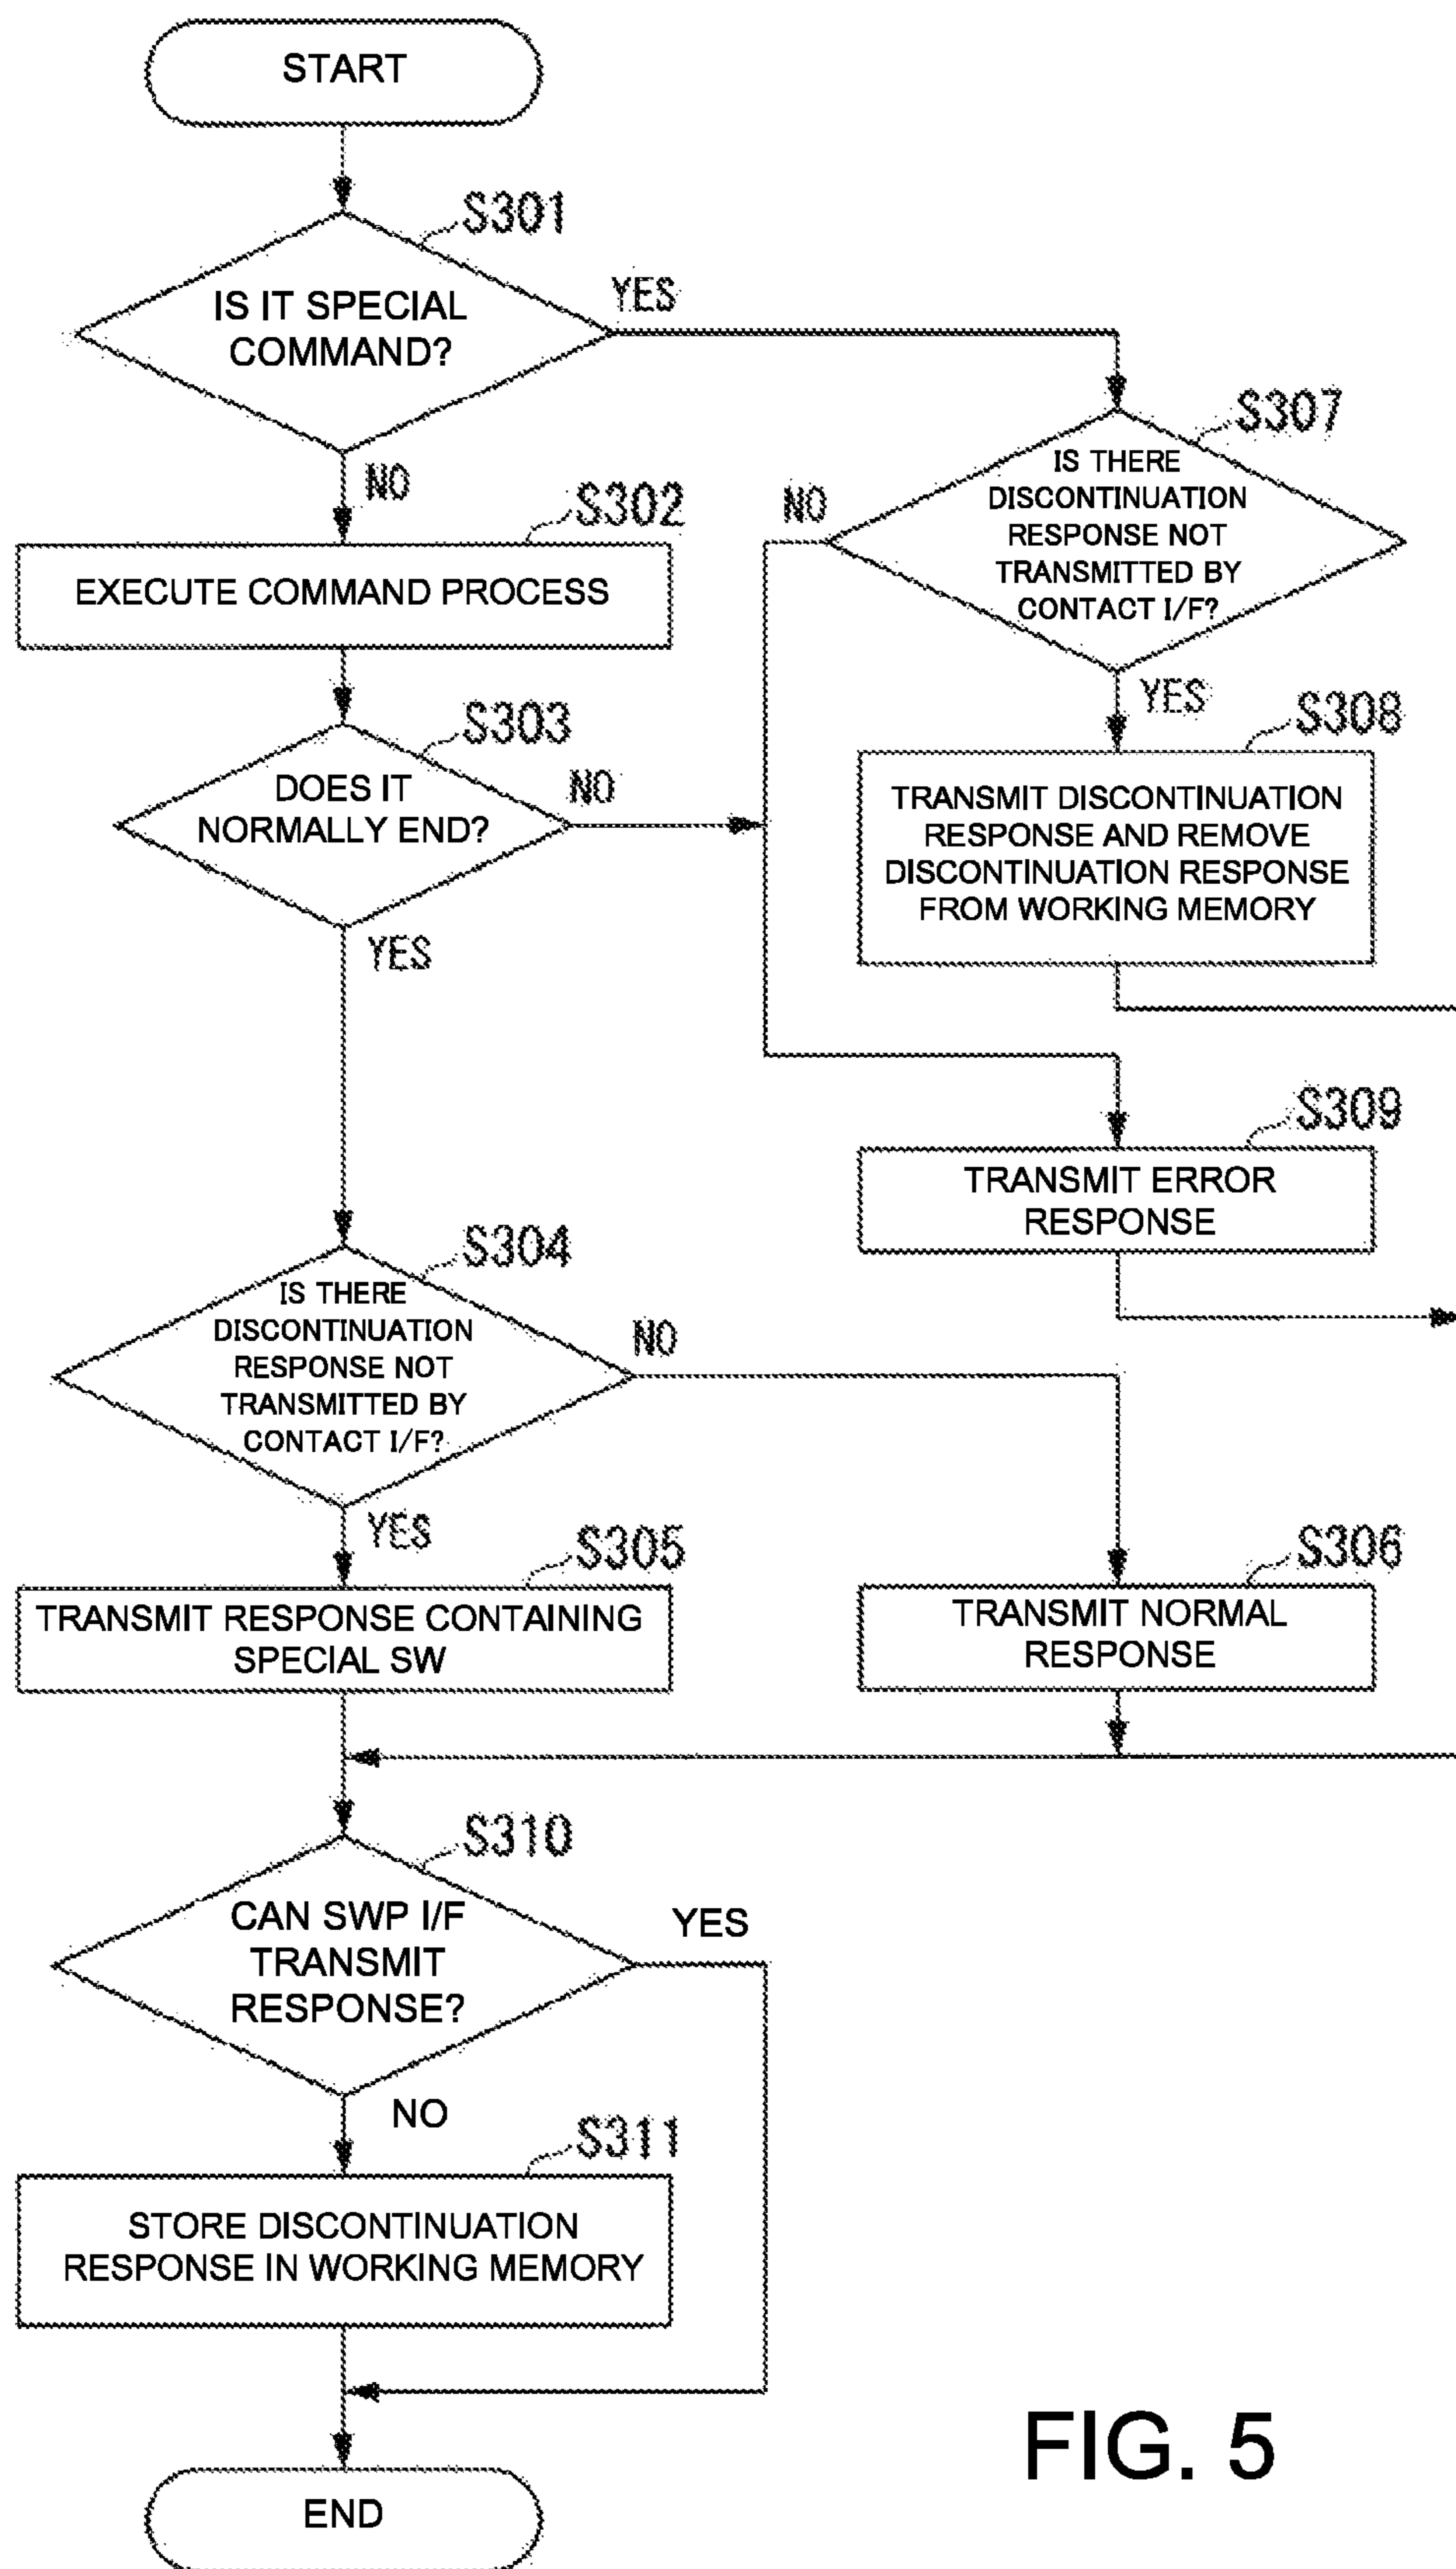 START
S301
IS IT SPECIAL
COMMAND?
YES
NO
S307
IS THERE
DISCONTINUATION
RESPONSE NOT
TRANSMITTED BY
CONTACT I/F?
NO
YES
S302
EXECUTE COMMAND PROCESS
S303
DOES IT
NORMALLY END?
NO
YES
S308
TRANSMIT DISCONTINUATION
RESPONSE AND REMOVE
DISCONTINUATION RESPONSE
FROM WORKING MEMORY
S309
TRANSMIT ERROR
RESPONSE
S304
IS THERE
DISCONTINUATION
RESPONSE NOT
TRANSMITTED BY
CONTACT I/F?
NO
YES
S305
TRANSMIT RESPONSE CONTAINING
SPECIAL SW
S306
TRANSMIT NORMAL
RESPONSE
S310
CAN SWP I/F
TRANSMIT
RESPONSE?
YES
NO
S311
STORE DISCONTINUATION
RESPONSE IN WORKING MEMORY
END
FIG. 5